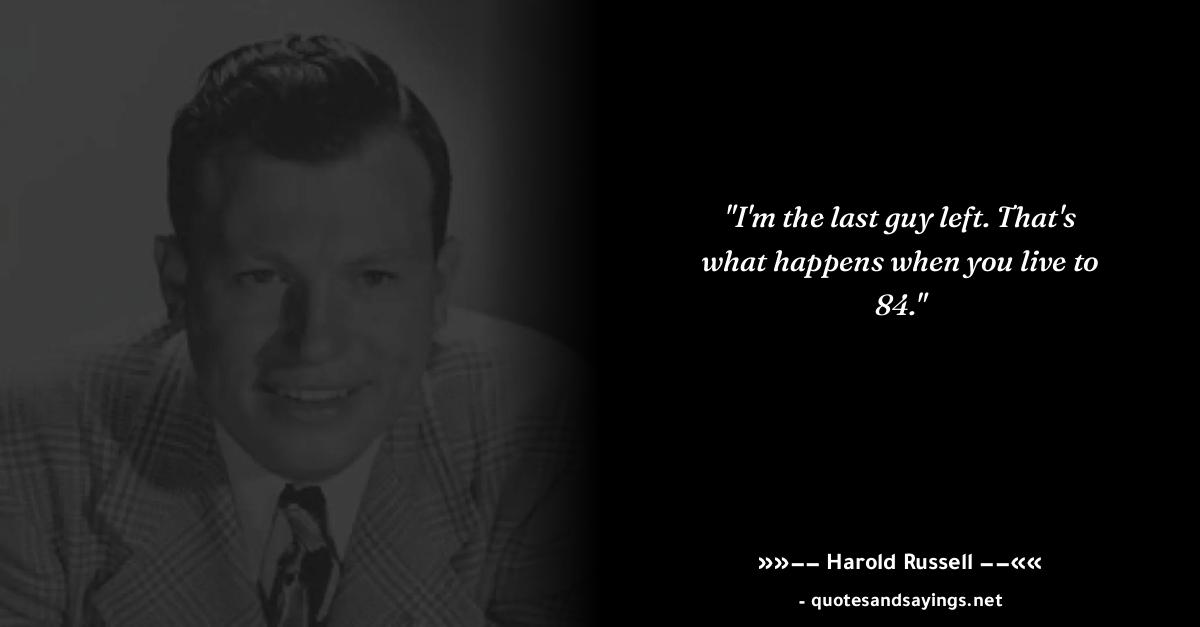 "I'm the last guy left. That's
what happens when you live to
84."
»»–– Harold Russell ––««
- quotesandsayings.net